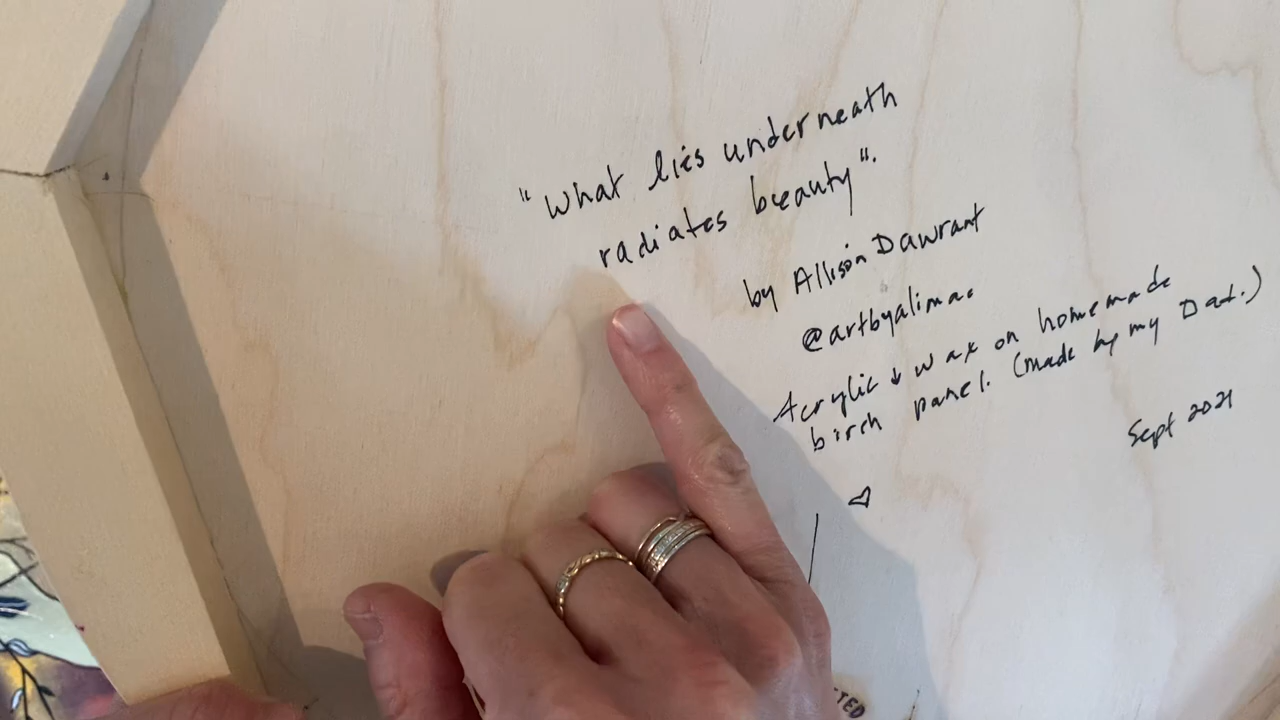 "What lies underneath
radiates beauty".
by Allison Dawrant
@artbyalimac
Acrylic & wax on homemade
birch panel. (made by my Dad.)
Sept 2021